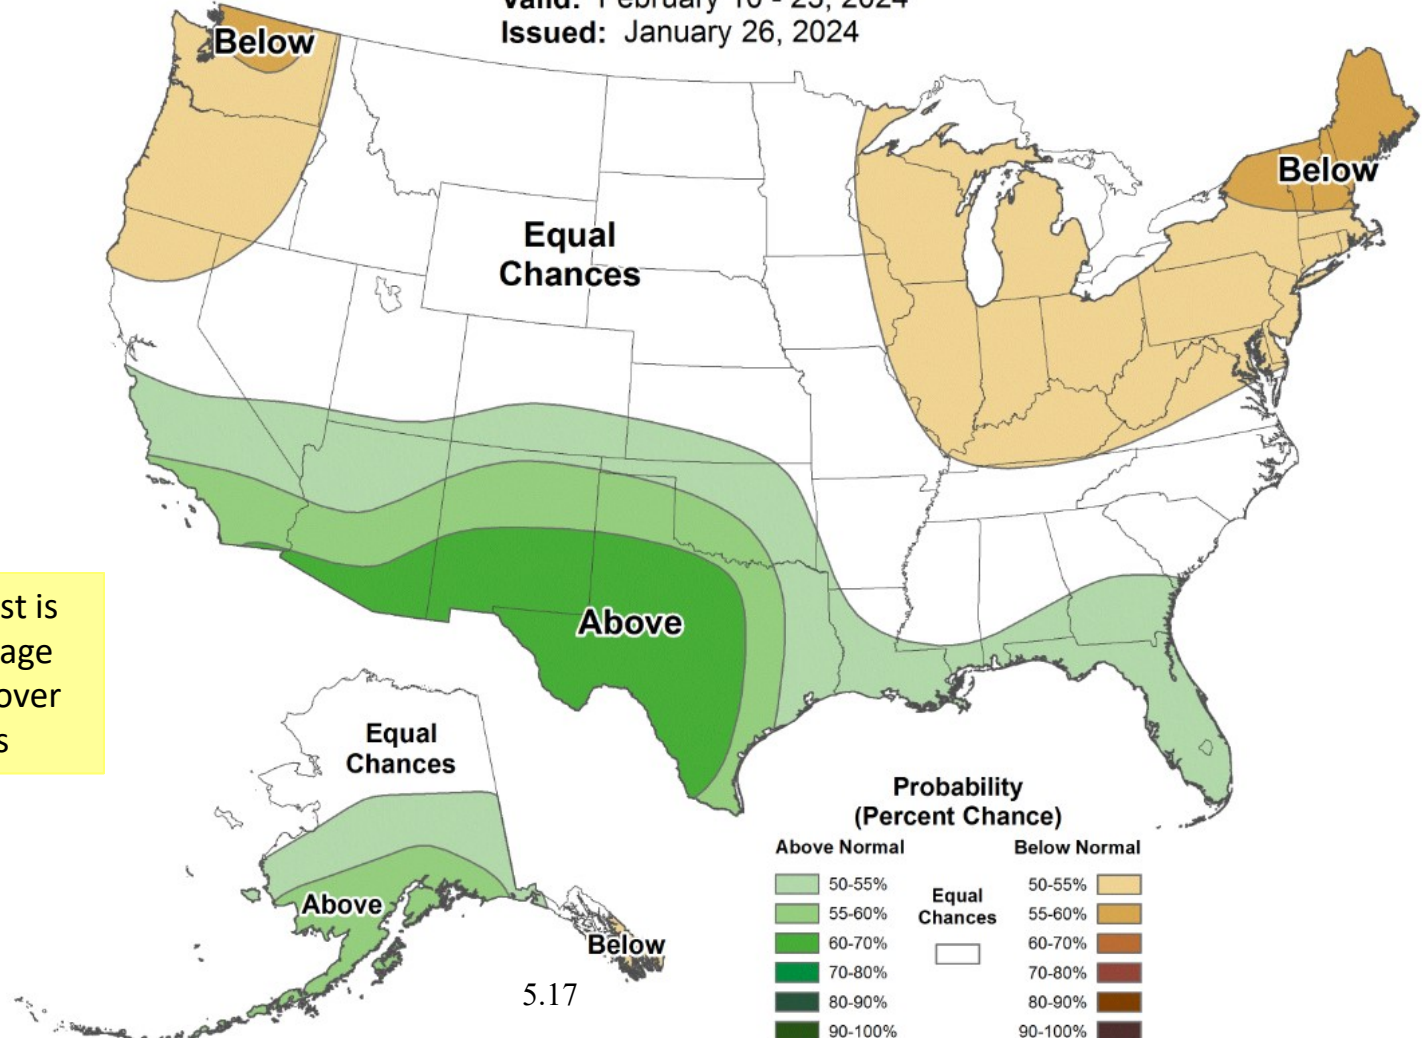 Valid: February 10 - 23, 2024
Issued: January 26, 2024
Below
Below
Equal
Chances
Above
st is
age
over
s
Equal
Chances
Above
Below
5.17
Probability
(Percent Chance)
Above Normal
Below Normal
50-55%
55-60%
60-70%
70-80%
80-90%
90-100%
Equal
Chances
50-55%
55-60%
60-70%
70-80%
80-90%
90-100%